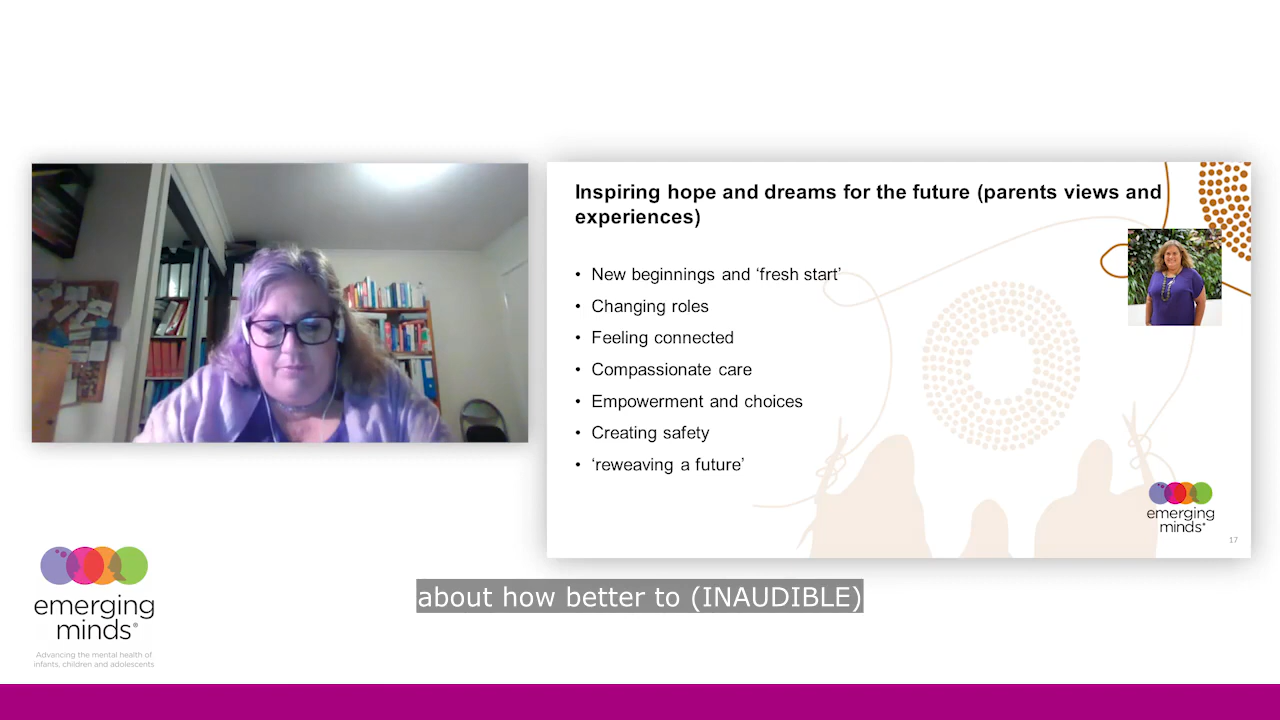 Inspiring hope and dreams for the future (parents views and
experiences)
• New beginnings and ‘fresh start’
• Changing roles
• Feeling connected
• Compassionate care
• Empowerment and choices
• Creating safety
• ‘reweaving a future’
emerging
minds®
17
about how better to (INAUDIBLE)
emerging
minds®
Advancing the mental health of
infants, children and adolescents